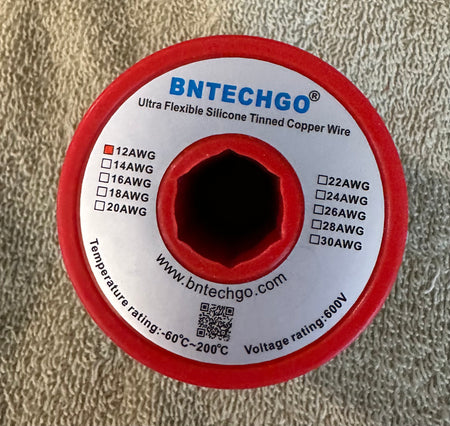 BNTECHGO®
Ultra Flexible Silicone Tinned Copper Wire
12AWG
14AWG
16AWG
18AWG
20AWG
22AWG
24AWG
26AWG
28AWG
30AWG
www.bntechgo.com
Temperature rating:-60℃~200℃
Voltage rating:600V